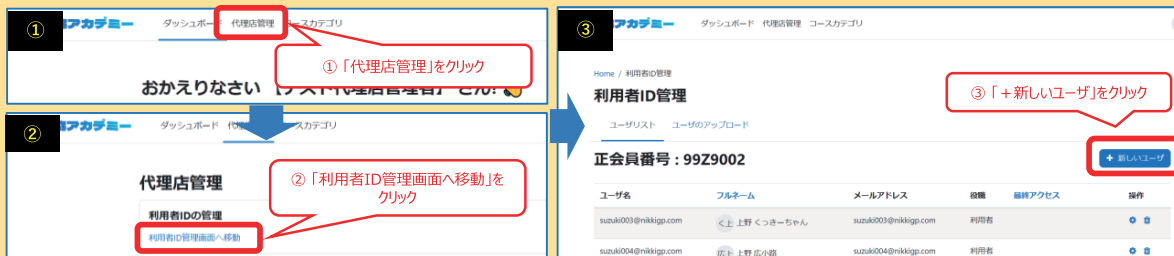 ①
アカデミー
ダッシュボード 代理店管理 コースカテゴリ
①「代理店管理」をクリック
おかえりなさい
②
アカデミー
ダッシュボード スカテゴリ
代理店管理
②「利用者ID管理画面へ移動」を
クリック
利用者IDの管理
利用者ID管理画面へ移動
③
アカデミー
ダッシュボード 代理店管理 コースカテゴリ
Home / 利用者ID管理
利用者ID管理
③「+新しいユーザ」をクリック
ユーザリスト ユーザのアップロード
正会員番号 : 99Z9002
+ 新しいユーザ
ユーザ名 フルネーム メールアドレス 役職 最終アクセス 操作
suzuki003@nikkigp.com く上 上野 くっきーちゃん suzuki003@nikkigp.com 利用者
suzuki004@nikkigp.com 広上 上野 広小路 suzuki004@nikkigp.com 利用者